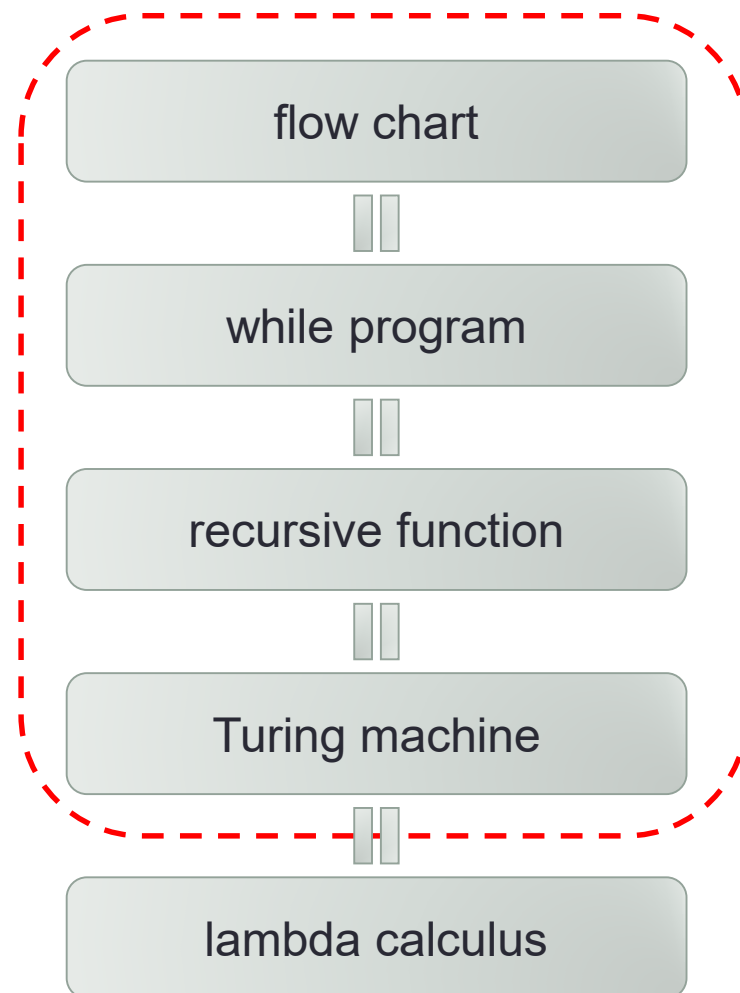 flow chart
while program
recursive function
Turing machine
lambda calculus